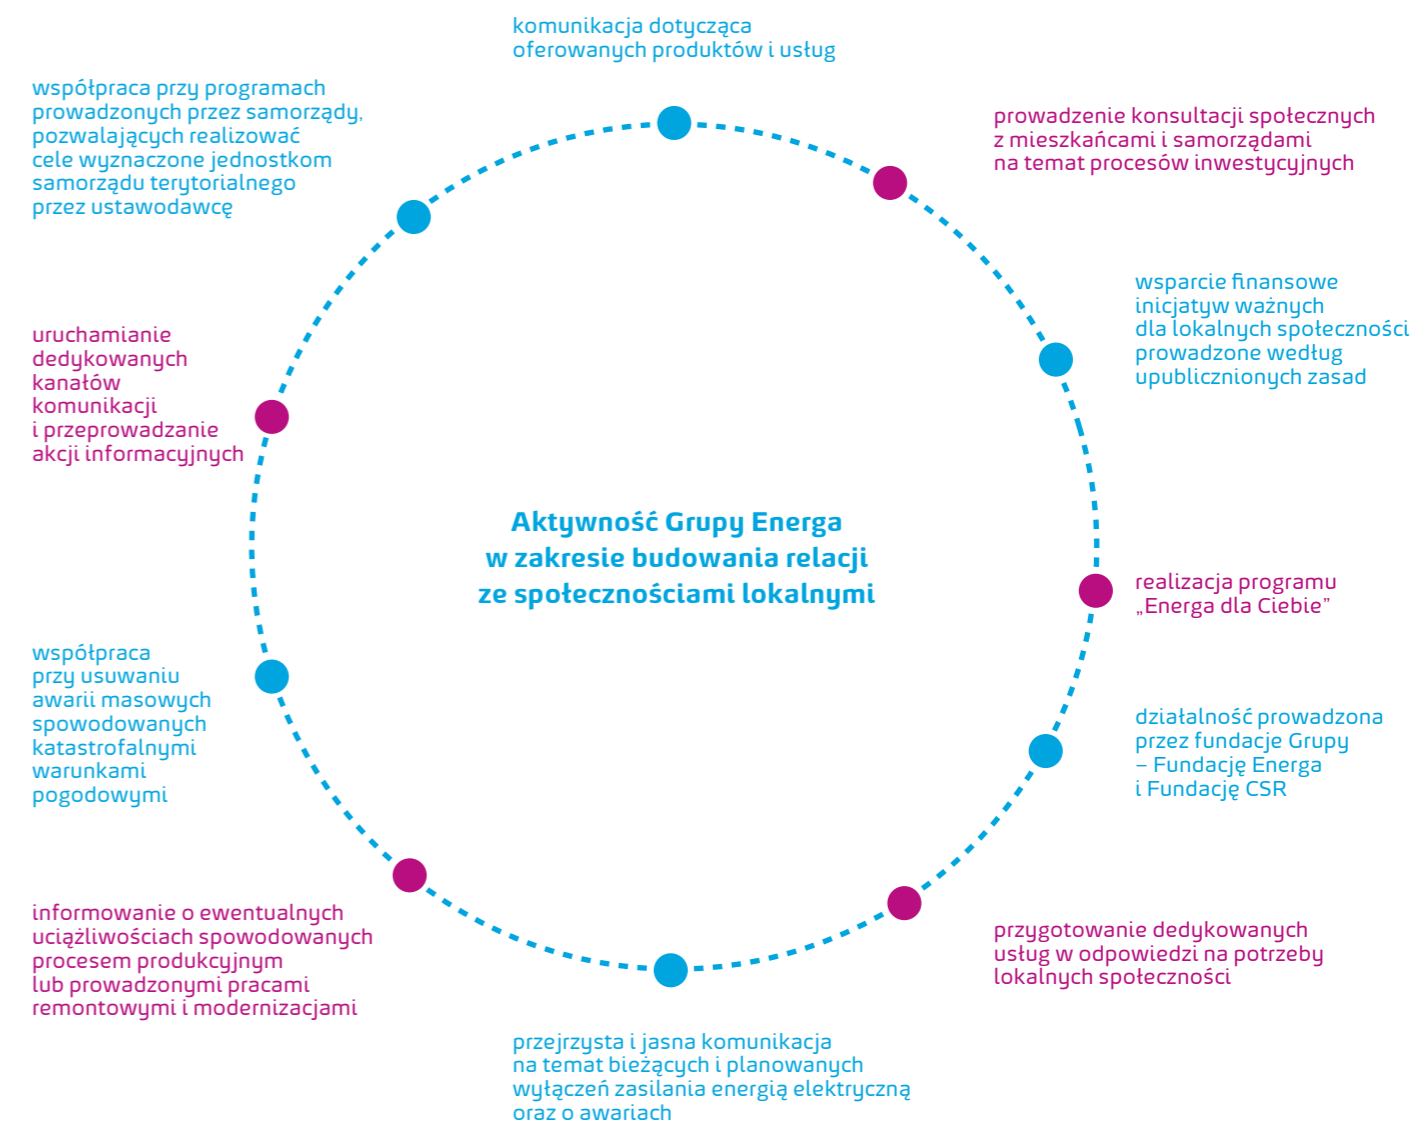 komunikacja dotycząca
oferowanych produktów i usług
prowadzenie konsultacji społecznych
z mieszkańcami i samorządami
na temat procesów inwestycyjnych
wsparcie finansowe
inicjatyw ważnych
dla lokalnych społeczności
prowadzone według
upublicznionych zasad
realizacja programu
„Energa dla Ciebie”
działalność prowadzona
przez fundacje Grupy
– Fundację Energa
i Fundację CSR
przygotowanie dedykowanych
usług w odpowiedzi na potrzeby
lokalnych społeczności
przejrzysta i jasna komunikacja
na temat bieżących i planowanych
wyłączeń zasilania energią elektryczną
oraz o awariach
informowanie o ewentualnych
uciążliwościach spowodowanych
procesem produkcyjnym
lub prowadzonymi pracami
remontowymi i modernizacjami
współpraca
przy usuwaniu
awarii masowych
spowodowanych
katastrofalnymi
warunkami
pogodowymi
uruchamianie
dedykowanych
kanałów
komunikacji
i przeprowadzanie
akcji informacyjnych
współpraca przy programach
prowadzonych przez samorządy,
pozwalających realizować
cele wyznaczone jednostkom
samorządu terytorialnego
przez ustawodawcę
Aktywność Grupy Energa
w zakresie budowania relacji
ze społecznościami lokalnymi